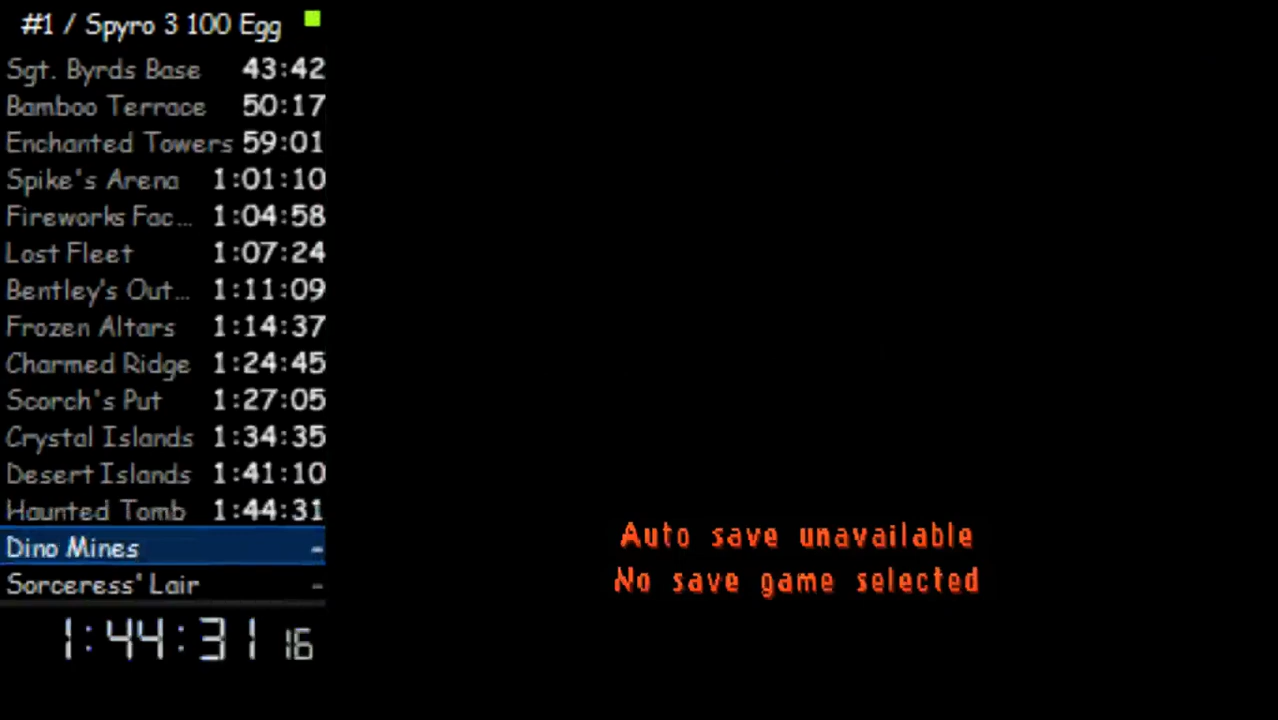 #1 / Spyro 3 100 Egg
Sgt. Byrds Base 43:42
Bamboo Terrace 50:17
Enchanted Towers 59:01
Spike's Arena 1:01:10
Fireworks Fac... 1:04:58
Lost Fleet 1:07:24
Bentley's Out... 1:11:09
Frozen Altars 1:14:37
Charmed Ridge 1:24:45
Scorch's Put 1:27:05
Crystal Islands 1:34:35
Desert Islands 1:41:10
Haunted Tomb 1:44:31
Dino Mines -
Sorceress' Lair -
1:44:31 16
Auto save unavailable
No save game selected